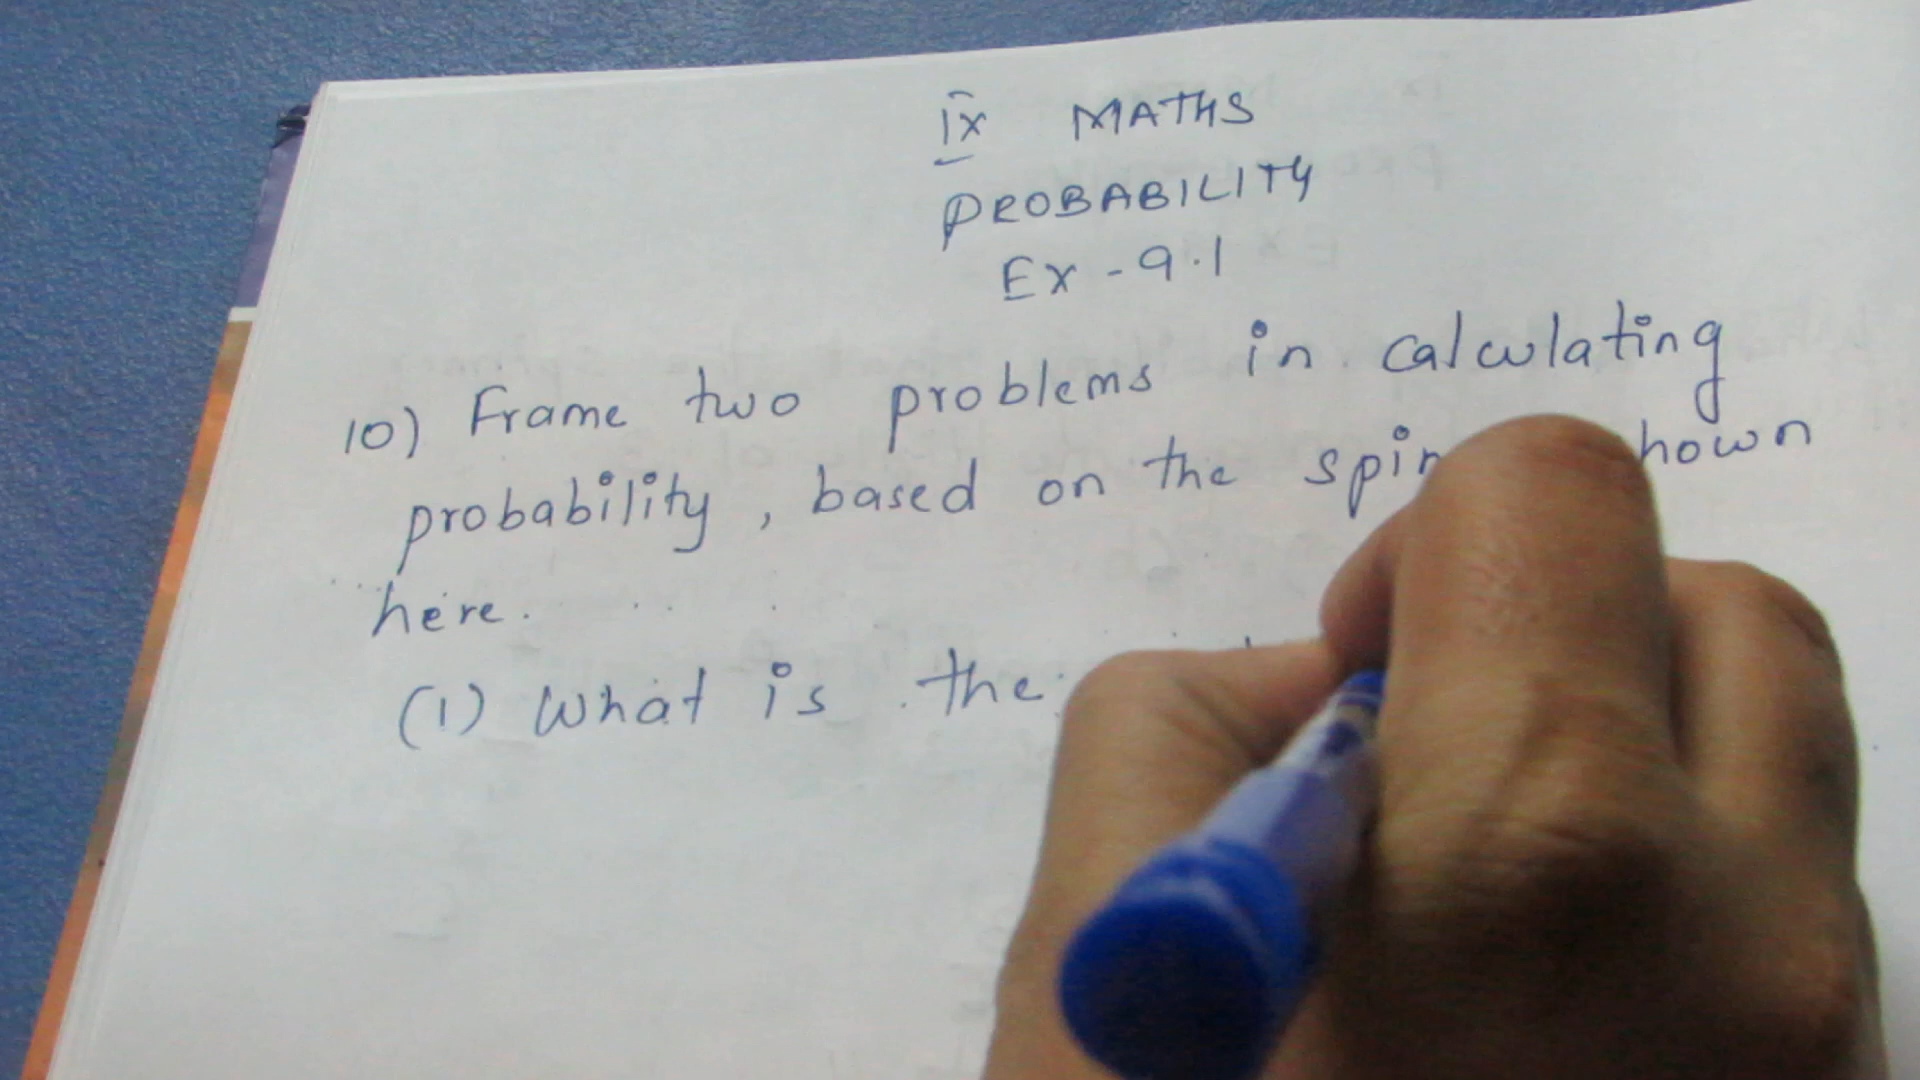 IX MATHS
PROBABILITY
Ex - 9.1
10) Frame two problems in calculating
probability, based on the spin hown
here.
(1) What is the